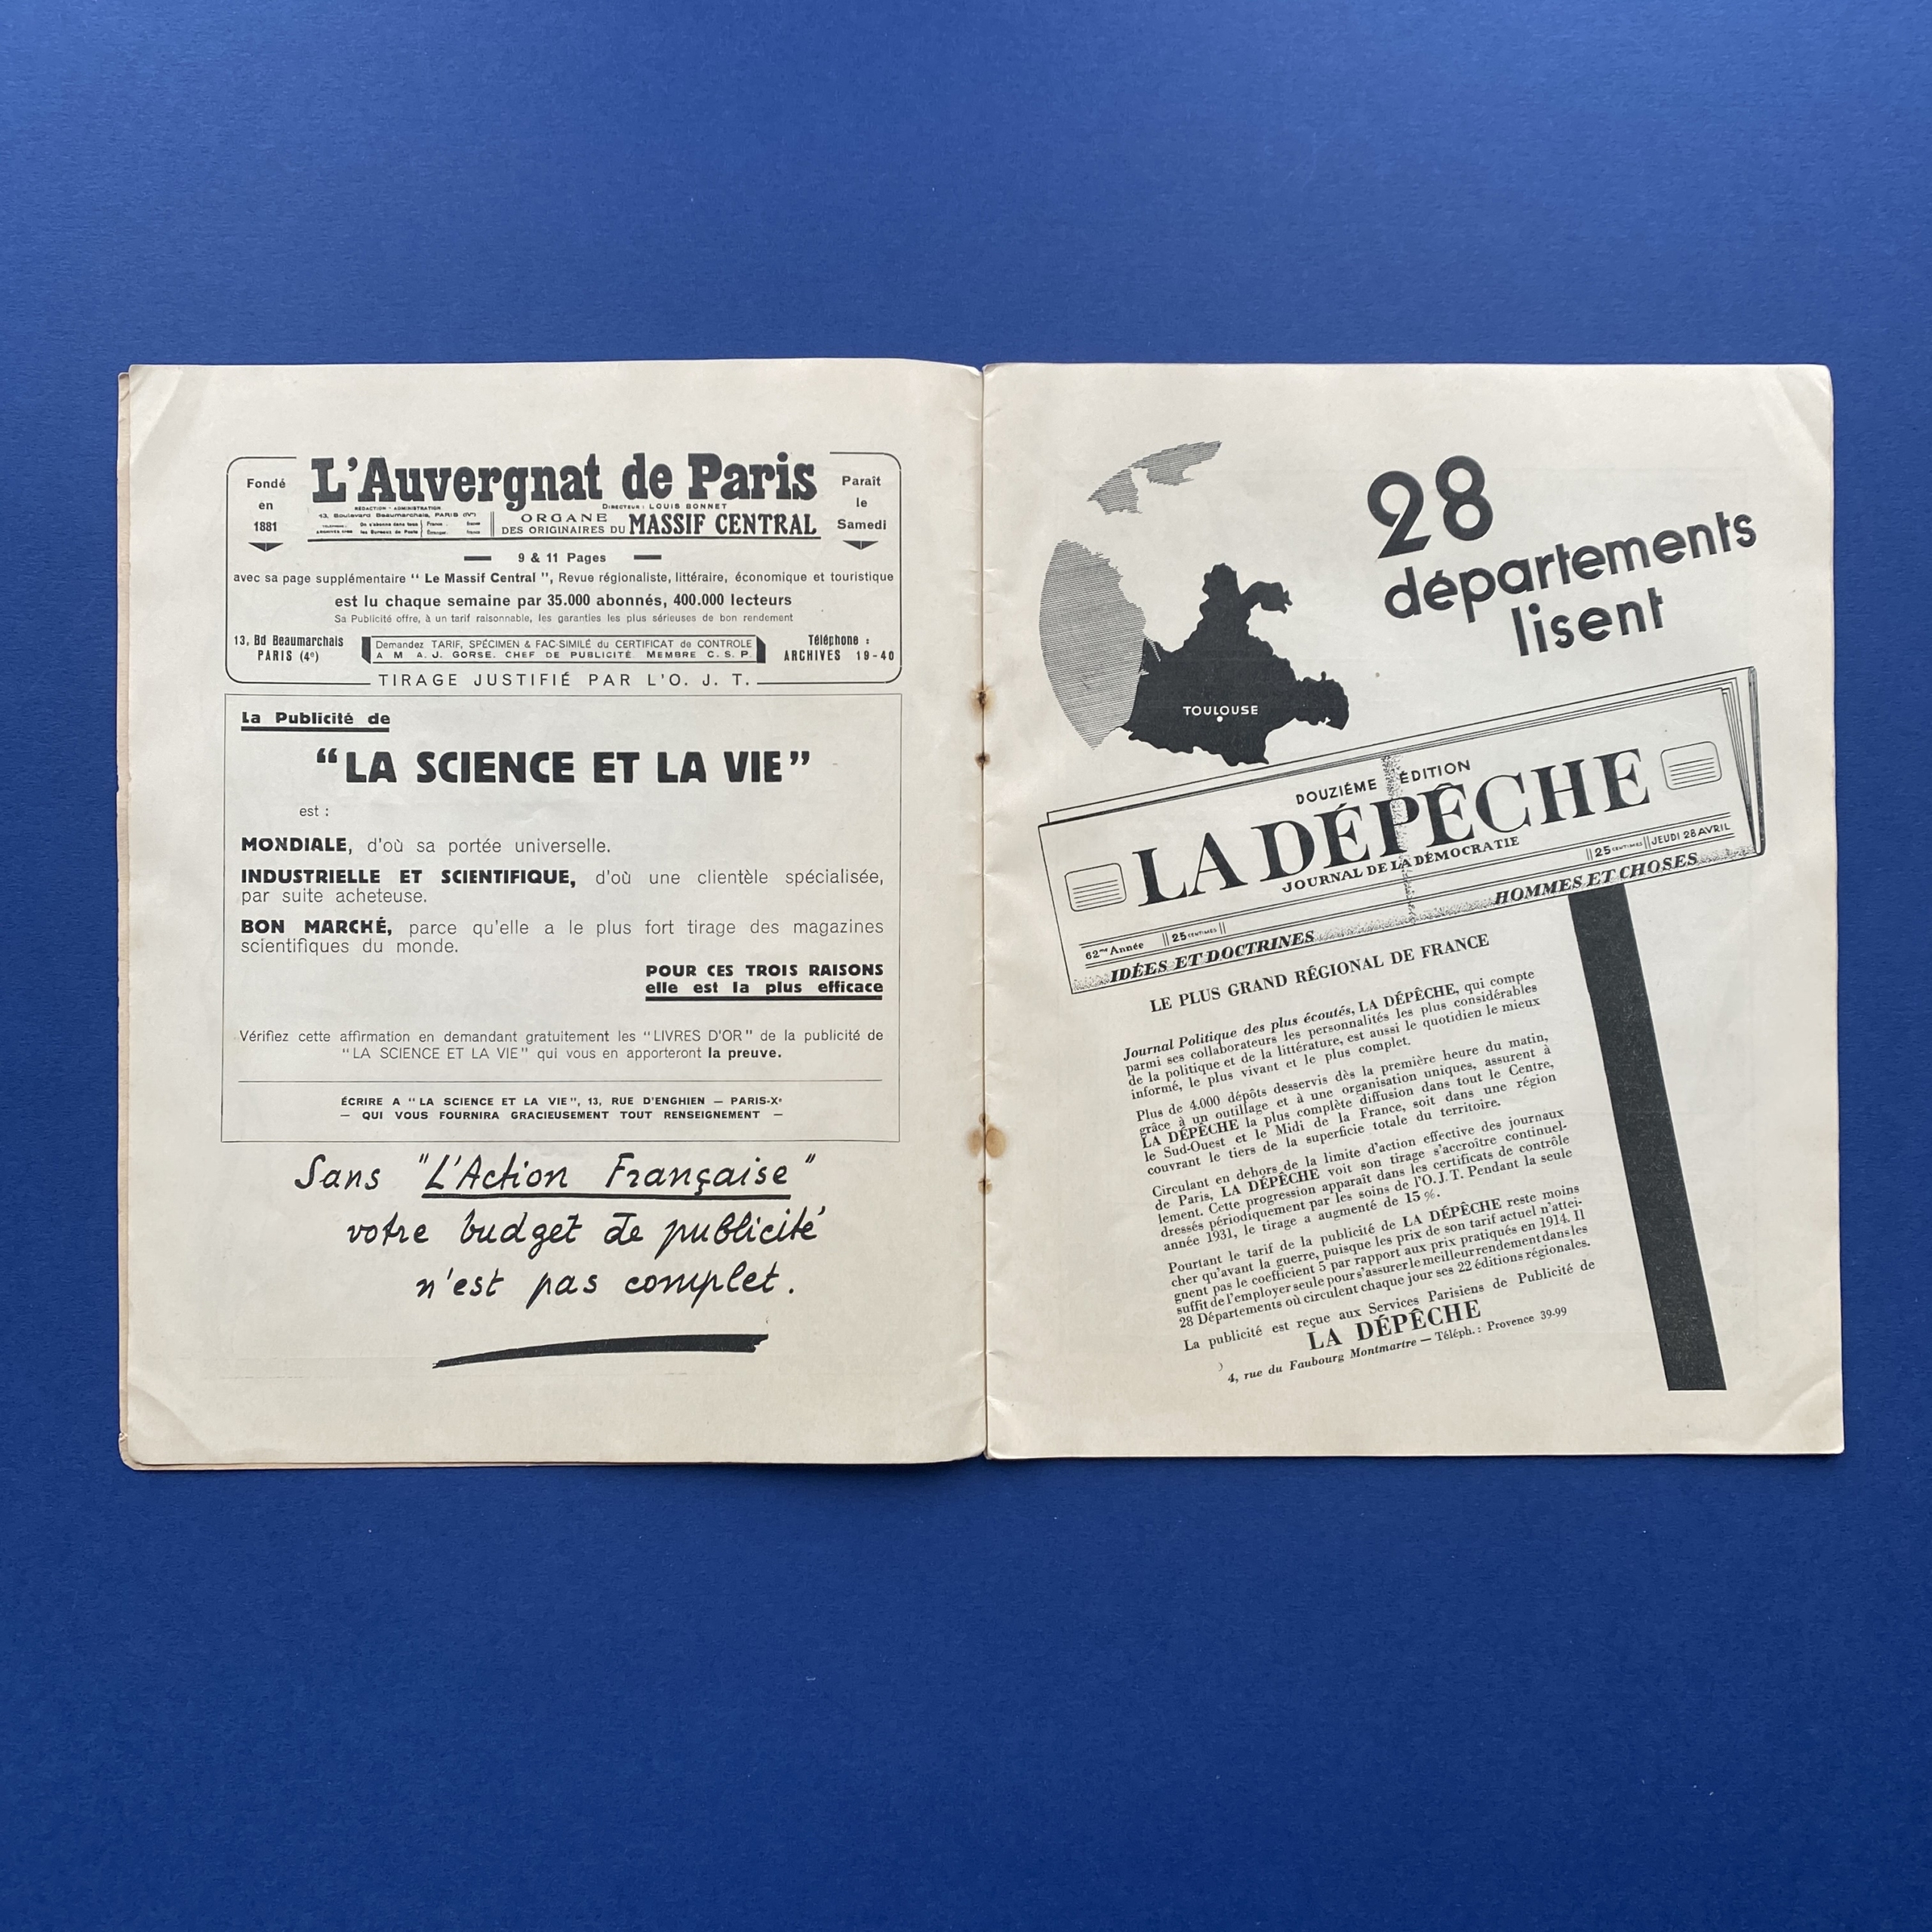 Fondé
en
1881
L'Auvergnat de Paris
Paraît
le
Samedi
RÉDACTION - ADMINISTRATION
13, Boulevard Beaumarchais, PARIS (IVe)
DIRECTEUR : LOUIS BONNET
ORGANE
DES ORIGINAIRES DU MASSIF CENTRAL
9 & 11 Pages
avec sa page supplémentaire “ Le Massif Central ”, Revue régionaliste, littéraire, économique et touristique
est lu chaque semaine par 35.000 abonnés, 400.000 lecteurs
Sa Publicité offre, à un tarif raisonnable, les garanties les plus sérieuses de bon rendement
13, Bd Beaumarchais
PARIS (4e)
Demandez TARIF, SPÉCIMEN & FAC-SIMILÉ du CERTIFICAT de CONTROLE
A M. A. J. GORSE. CHEF DE PUBLICITÉ. MEMBRE C. S. P.
Téléphone :
ARCHIVES 19-40
TIRAGE JUSTIFIÉ PAR L'O. J. T.
La Publicité de
“LA SCIENCE ET LA VIE”
est :
MONDIALE, d'où sa portée universelle.
INDUSTRIELLE ET SCIENTIFIQUE, d'où une clientèle spécialisée,
par suite acheteuse.
BON MARCHÉ, parce qu'elle a le plus fort tirage des magazines
scientifiques du monde.
POUR CES TROIS RAISONS
elle est la plus efficace
Vérifiez cette affirmation en demandant gratuitement les “LIVRES D'OR” de la publicité de
“LA SCIENCE ET LA VIE” qui vous en apporteront la preuve.
ÉCRIRE A “ LA SCIENCE ET LA VIE”, 13, RUE D'ENGHIEN — PARIS-Xe
— QUI VOUS FOURNIRA GRACIEUSEMENT TOUT RENSEIGNEMENT —
Sans "L'Action Française"
votre budget de publicité
n'est pas complet.
28
départements
lisent
TOULOUSE
DOUZIÉME ÉDITION
LA DÉPÊCHE
JOURNAL DE LA DÉMOCRATIE
62me Année 25 CENTIMES
25 CENTIMES JEUDI 28 AVRIL
IDÉES ET DOCTRINES
HOMMES ET CHOSES
LE PLUS GRAND RÉGIONAL DE FRANCE
Journal Politique des plus écoutés, LA DÉPÊCHE, qui compte
parmi ses collaborateurs les personnalités les plus considérables
de la politique et de la littérature, est aussi le quotidien le mieux
informé, le plus vivant et le plus complet.
Plus de 4.000 dépôts desservis dès la première heure du matin,
grâce à un outillage et à une organisation uniques, assurent à
LA DÉPÊCHE la plus complète diffusion dans tout le Centre,
le Sud-Ouest et le Midi de la France, soit dans une région
couvrant le tiers de la superficie totale du territoire.
Circulant en dehors de la limite d'action effective des journaux
de Paris, LA DÉPÊCHE voit son tirage s'accroître continuel-
lement. Cette progression apparaît dans les certificats de contrôle
dressés périodiquement par les soins de l'O.J.T. Pendant la seule
année 1931, le tirage a augmenté de 15 %.
Pourtant le tarif de la publicité de LA DÉPÊCHE reste moins
cher qu'avant la guerre, puisque les prix de son tarif actuel n'attei-
gnent pas le coefficient 5 par rapport aux prix pratiqués en 1914. Il
suffit de l'employer seule pour s'assurer le meilleur rendement dans les
28 Départements où circulent chaque jour ses 22 éditions régionales.
La publicité est reçue aux Services Parisiens de Publicité de
LA DÉPÊCHE
4, rue du Faubourg Montmartre — Téléph. : Provence 39-99